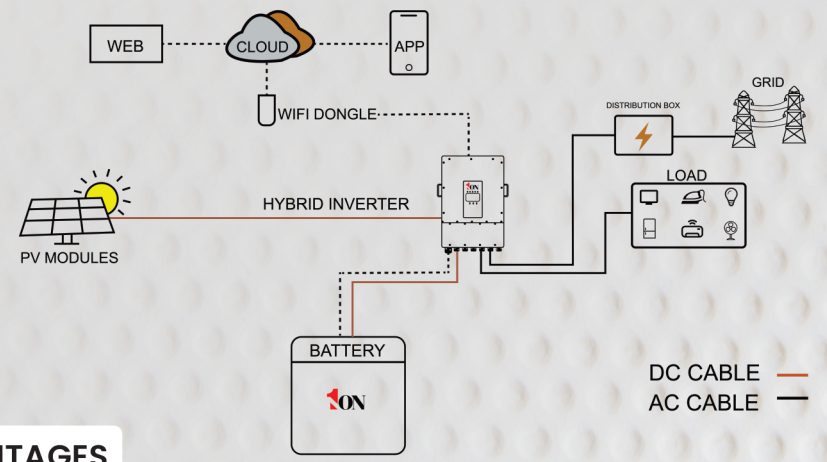 WEB
CLOUD
APP
WIFI DONGLE
GRID
DISTRIBUTION BOX
LOAD
HYBRID INVERTER
PV MODULES
1ON
BATTERY
1ON
DC CABLE
AC CABLE
NTAGES